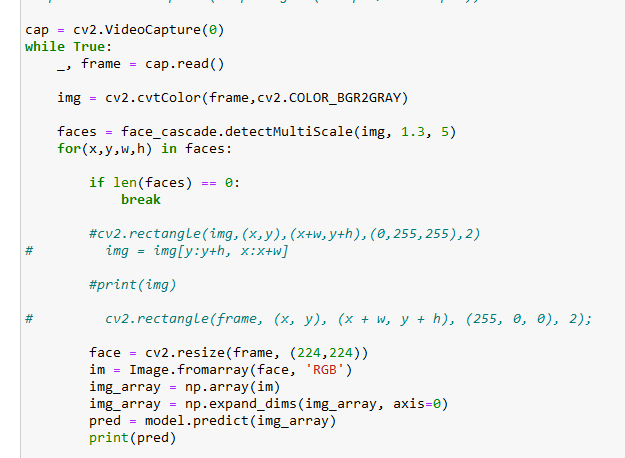 cap = cv2.VideoCapture(0)
while True:
    _, frame = cap.read()
    img = cv2.cvtColor(frame,cv2.COLOR_BGR2GRAY)
    faces = face_cascade.detectMultiScale(img, 1.3, 5)
    for(x,y,w,h) in faces:
        if len(faces) == 0:
            break
        #cv2.rectangle(img,(x,y),(x+w,y+h),(0,255,255),2)
#         img = img[y:y+h, x:x+w]
        #print(img)
#         cv2.rectangle(frame, (x, y), (x + w, y + h), (255, 0, 0), 2);
        face = cv2.resize(frame, (224,224))
        im = Image.fromarray(face, 'RGB')
        img_array = np.array(im)
        img_array = np.expand_dims(img_array, axis=0)
        pred = model.predict(img_array)
        print(pred)